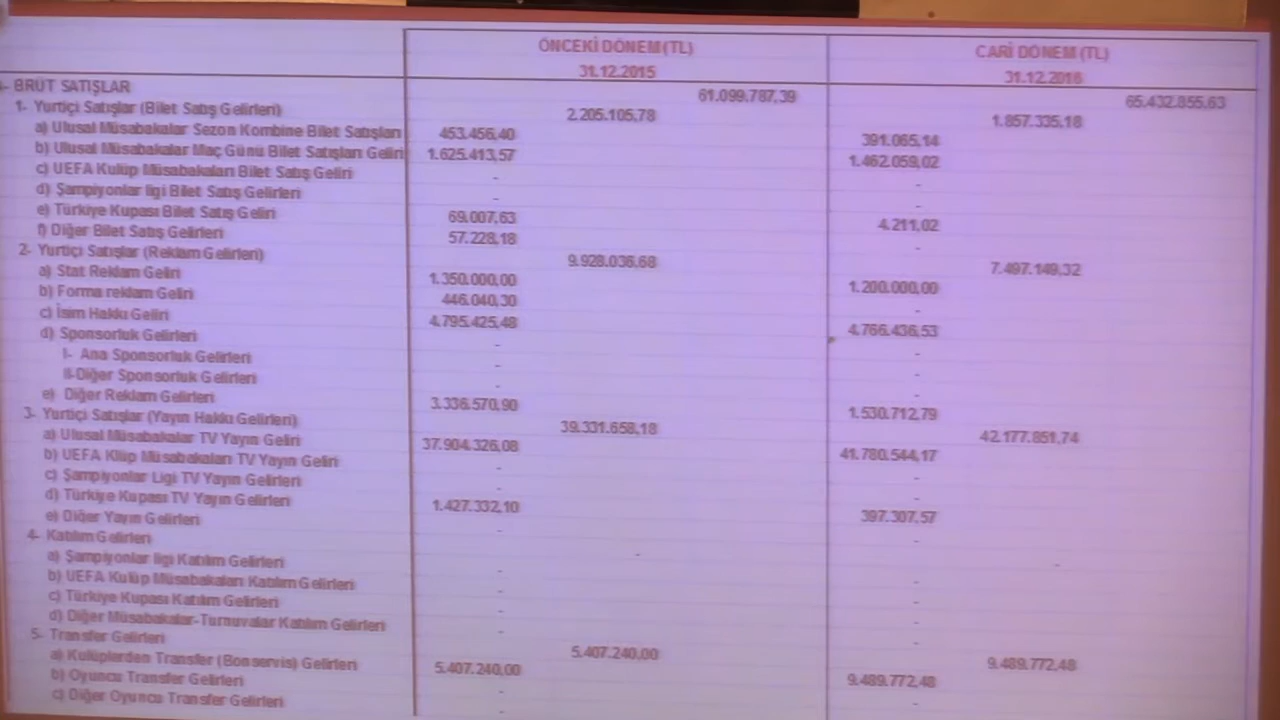 ÖNCEKİ DÖNEM(TL) CARİ DÖNEM (TL)
31.12.2015 31.12.2016
- BRÜT SATIŞLAR 61.099.787,39 65.432.855,63
1- Yurtiçi Satışlar (Bilet Satış Gelirleri) 2.205.105,78 1.857.335,18
a) Ulusal Müsabakalar Sezon Kombine Bilet Satışları 453.456,40 391.065,14
b) Ulusal Müsabakalar Maç Günü Bilet Satışları Geliri 1.625.413,57 1.462.059,02
c) UEFA Kulüp Müsabakaları Bilet Satış Geliri - -
d) Şampiyonlar ligi Bilet Satış Gelirleri - -
e) Türkiye Kupası Bilet Satış Geliri 69.007,63 4.211,02
f) Diğer Bilet Satış Gelirleri 57.228,18 -
2- Yurtiçi Satışlar (Reklam Gelirleri) 9.928.036,68 7.497.149,32
a) Stat Reklam Geliri 1.350.000,00 1.200.000,00
b) Forma reklam Geliri 446.040,30 -
c) İsim Hakkı Geliri 4.795.425,48 4.766.436,53
d) Sponsorluk Gelirleri - -
I- Ana Sponsorluk Gelirleri - -
II-Diğer Sponsorluk Gelirleri - -
e) Diğer Reklam Gelirleri 3.336.570,90 1.530.712,79
3- Yurtiçi Satışlar (Yayın Hakkı Gelirleri) 39.331.658,18 42.177.851,74
a) Ulusal Müsabakalar TV Yayın Geliri 37.904.326,08 41.780.544,17
b) UEFA Klüp Müsabakaları TV Yayın Geliri - -
c) Şampiyonlar Ligi TV Yayın Gelirleri - -
d) Türkiye Kupası TV Yayın Gelirleri 1.427.332,10 397.307,57
e) Diğer Yayın Gelirleri - -
4- Katılım Gelirleri - -
a) Şampiyonlar ligi Katılım Gelirleri - -
b) UEFA Kulüp Müsabakaları Katılım Gelirleri - -
c) Türkiye Kupası Katılım Gelirleri - -
d) Diğer Müsabakalar-Turnuvalar Katılım Gelirleri - -
5- Transfer Gelirleri 5.407.240,00 9.489.772,48
a) Kulüplerden Transfer (Bonservis) Gelirleri 5.407.240,00 9.489.772,48
b) Oyuncu Transfer Gelirleri - -
c) Diğer Oyuncu Transfer Gelirleri -